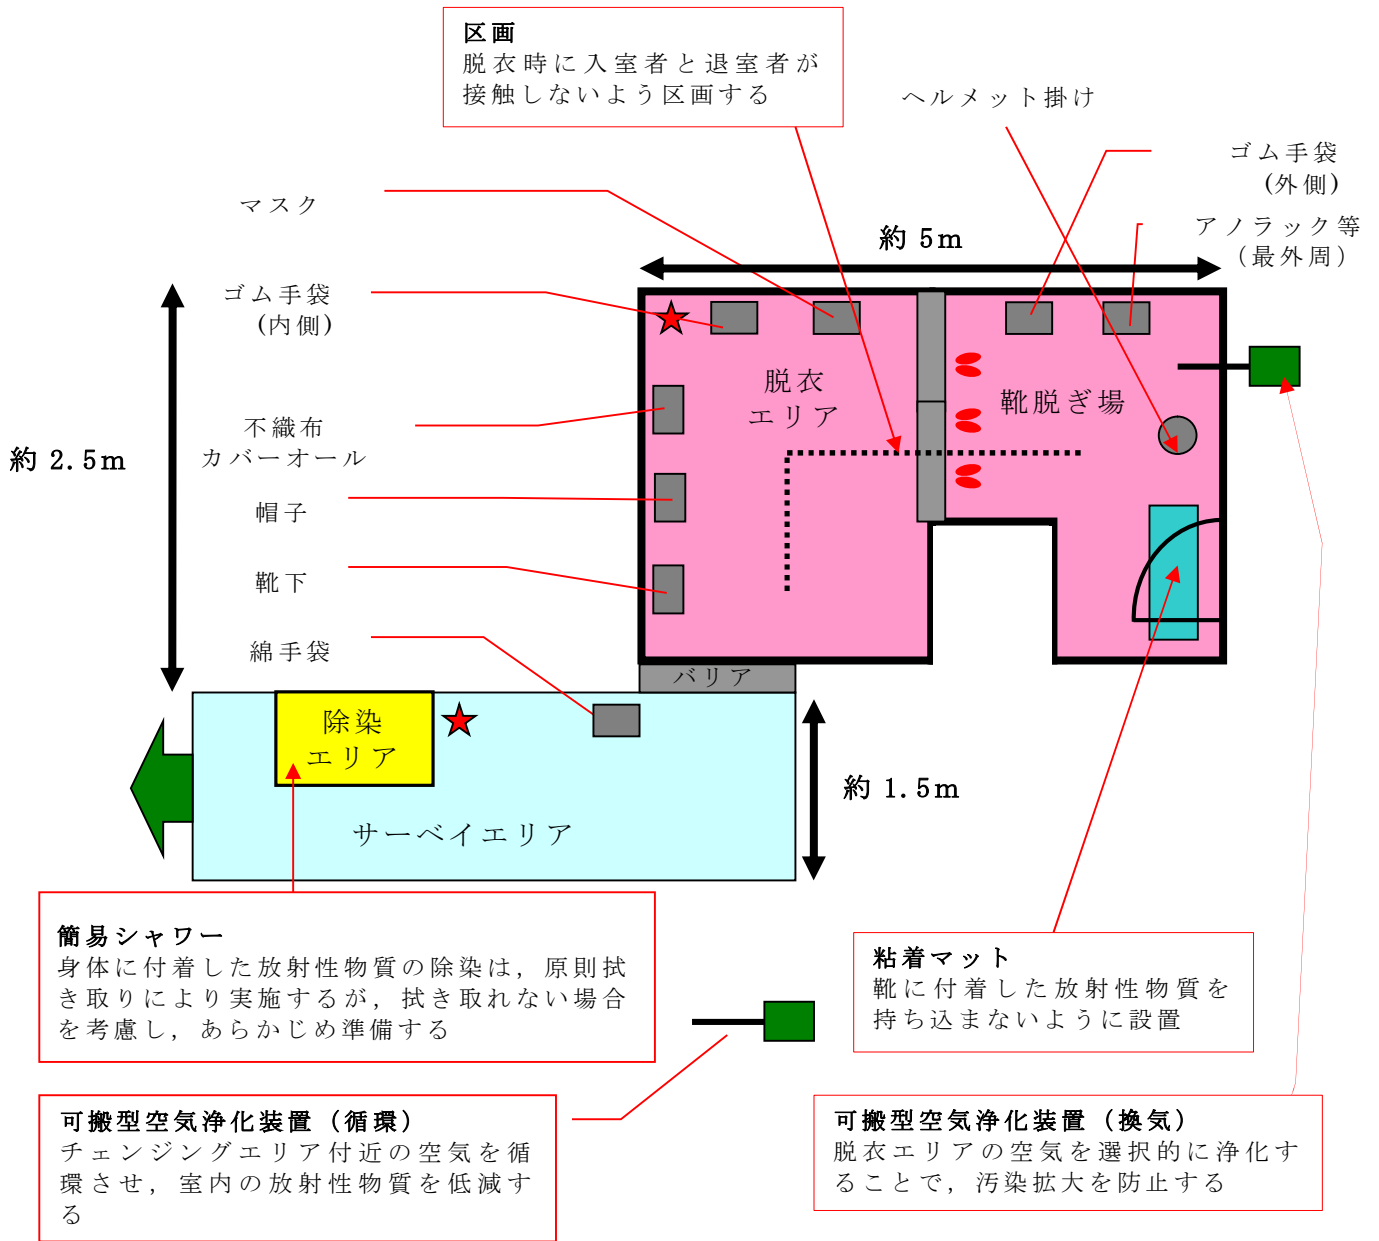 区画
脱衣時に入室者と退室者が
接触しないよう区画する
ヘルメット掛け
ゴム手袋
(外側)
マスク
アノラック等
（最外周）
約 5m
ゴム手袋
(内側)
脱衣
エリア
靴脱ぎ場
不織布
カバーオール
約 2.5m
帽子
靴下
綿手袋
バリア
除染
エリア
約 1.5m
サーベイエリア
簡易シャワー
身体に付着した放射性物質の除染は，原則拭
き取りにより実施するが，拭き取れない場合
を考慮し，あらかじめ準備する
粘着マット
靴に付着した放射性物質を
持ち込まないように設置
可搬型空気浄化装置（循環）
チェンジングエリア付近の空気を循
環させ，室内の放射性物質を低減す
る
可搬型空気浄化装置（換気）
脱衣エリアの空気を選択的に浄化す
ることで，汚染拡大を防止する